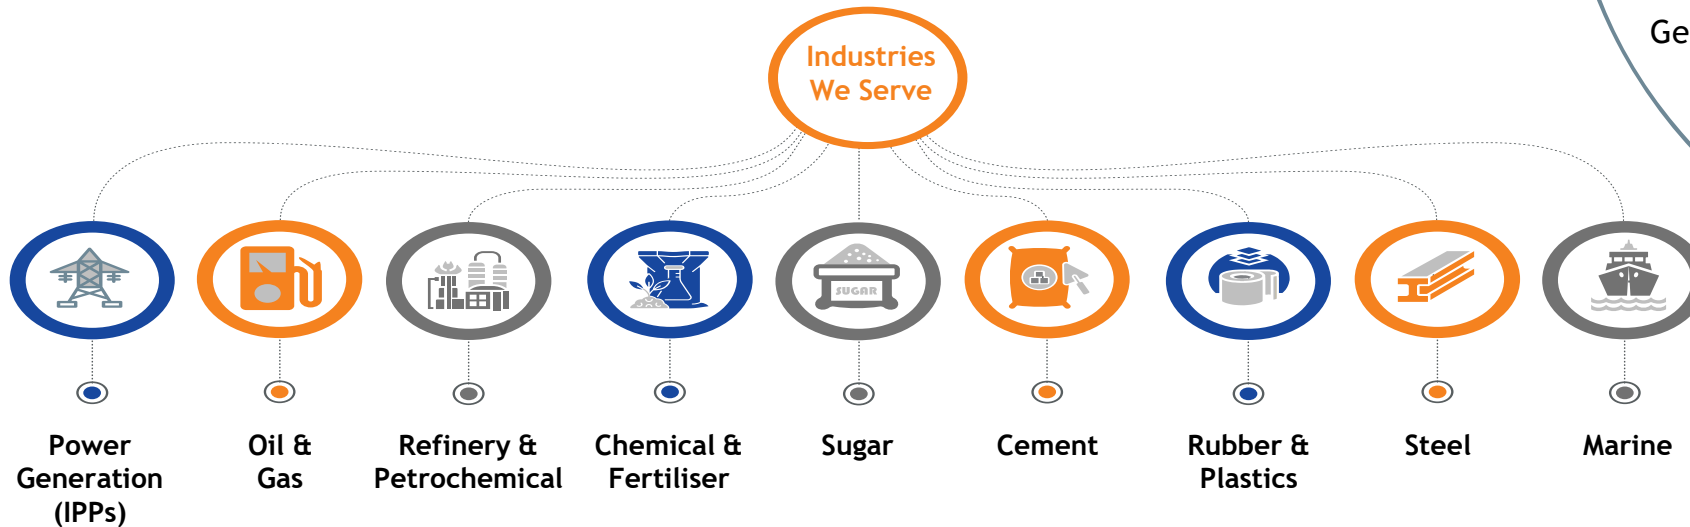 Industries
We Serve
Ge
SUGAR
Power
Generation
(IPPs)
Oil &
Gas
Refinery &
Petrochemical
Chemical &
Fertiliser
Sugar
Cement
Rubber &
Plastics
Steel
Marine